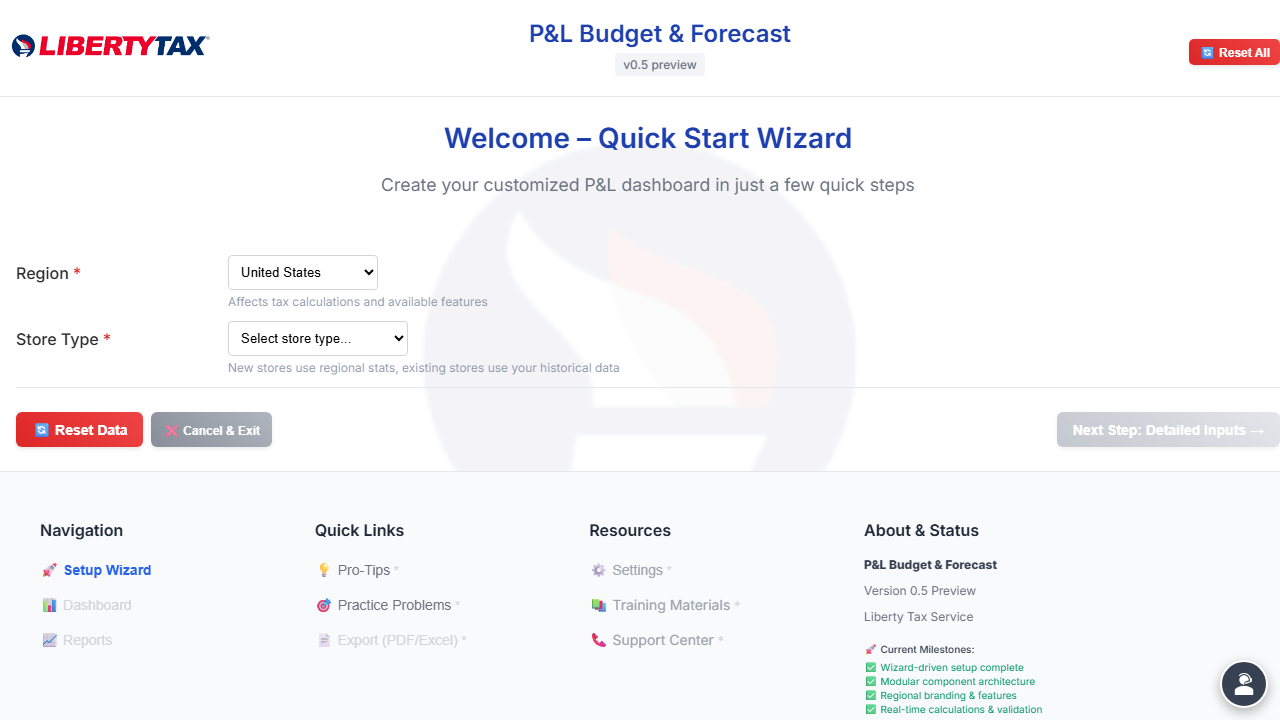 LIBERTYTAX®
P&L Budget & Forecast
v0.5 preview
Reset All
Welcome – Quick Start Wizard
Create your customized P&L dashboard in just a few quick steps
Region *
United States
Affects tax calculations and available features
Store Type *
Select store type...
New stores use regional stats, existing stores use your historical data
Reset Data
Cancel & Exit
Next Step: Detailed Inputs →
Navigation
Setup Wizard
Dashboard
Reports
Quick Links
Pro-Tips *
Practice Problems *
Export (PDF/Excel) *
Resources
Settings *
Training Materials *
Support Center *
About & Status
P&L Budget & Forecast
Version 0.5 Preview
Liberty Tax Service
🚀 Current Milestones:
✅ Wizard-driven setup complete
✅ Modular component architecture
✅ Regional branding & features
✅ Real-time calculations & validation